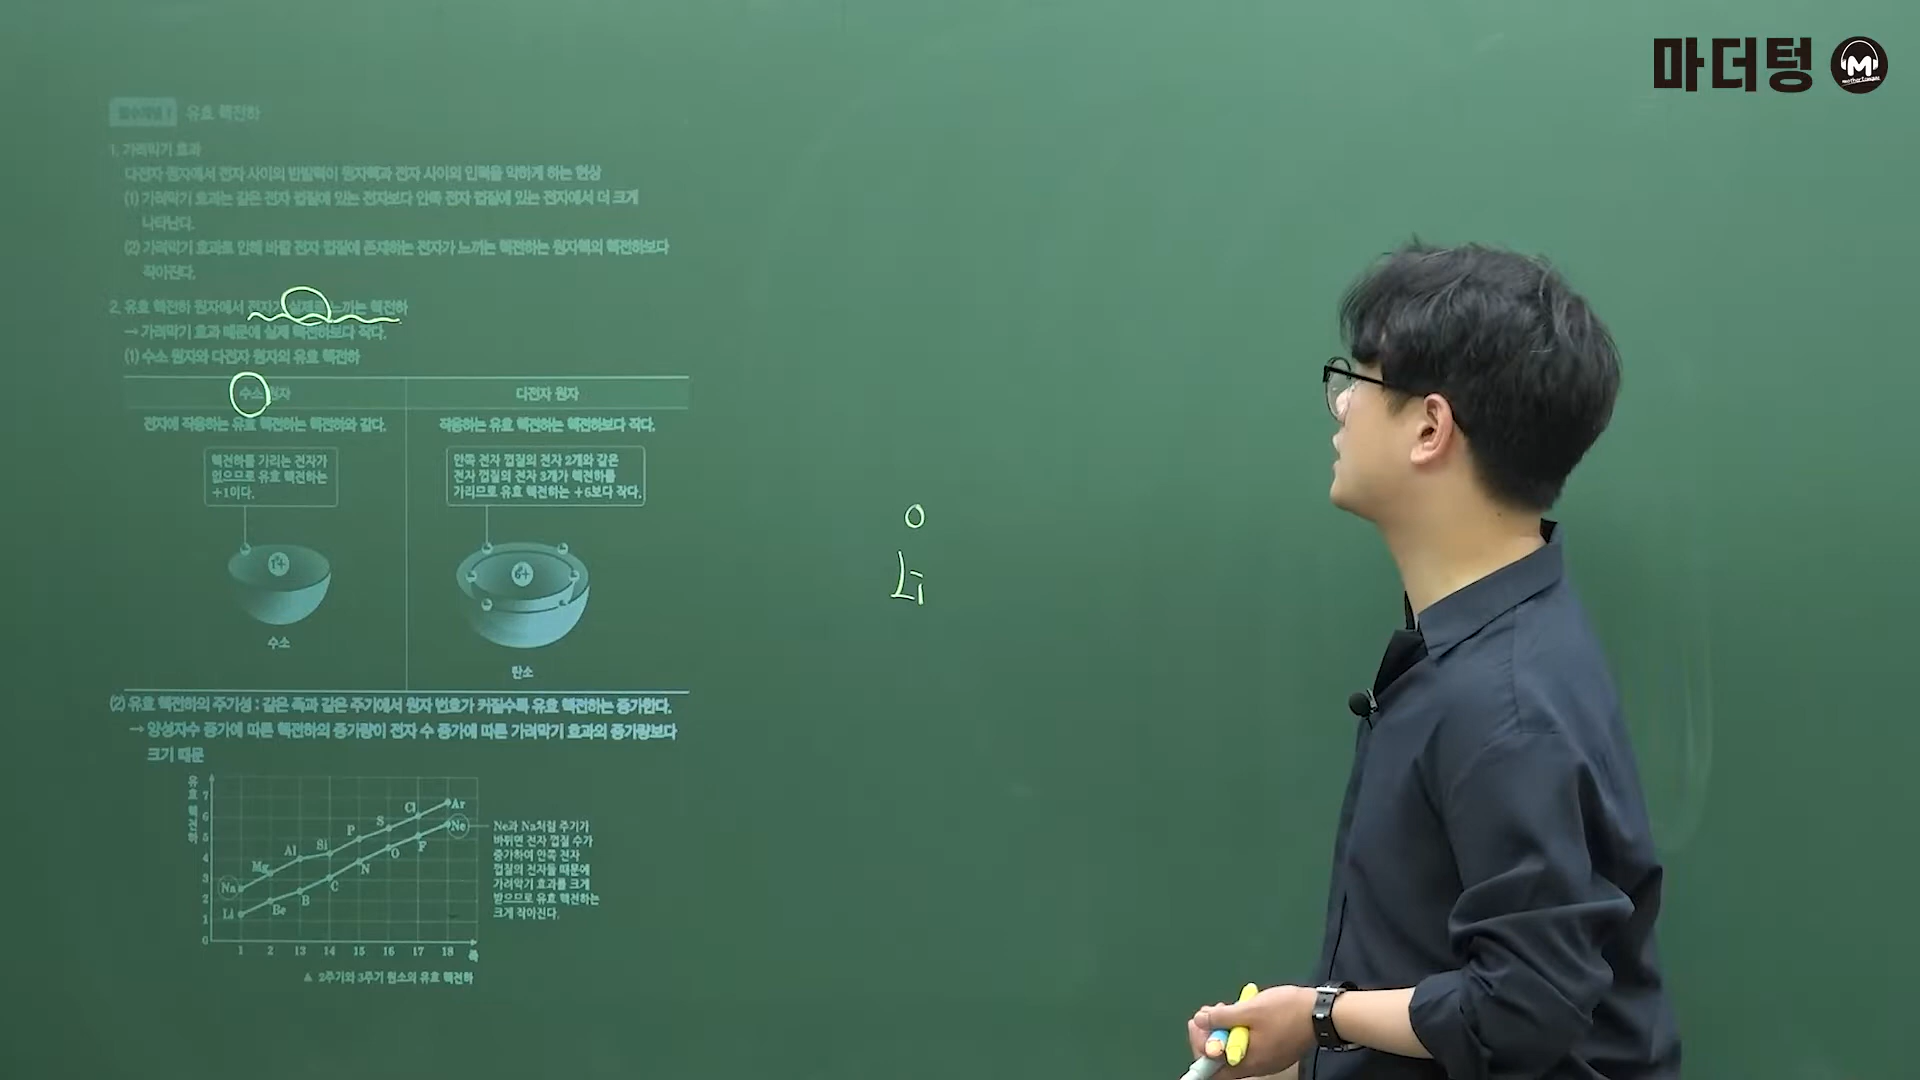 마더텅
M
필수개념 1 유효 핵전하
1. 가려막기 효과
다전자 원자에서 전자 사이의 반발력이 원자핵과 전자 사이의 인력을 약하게 하는 현상
(1) 가려막기 효과는 같은 전자 껍질에 있는 전자보다 안쪽 전자 껍질에 있는 전자에서 더 크게
나타난다.
(2) 가려막기 효과로 인해 바깥 전자 껍질에 존재하는 전자가 느끼는 핵전하는 원자핵의 핵전하보다
작아진다.
2. 유효 핵전하 원자에서 전자가 실제로 느끼는 핵전하
→ 가려막기 효과 때문에 실제 핵전하보다 작다.
(1) 수소 원자와 다전자 원자의 유효 핵전하
수소 원자 다전자 원자
전자에 작용하는 유효 핵전하는 핵전하와 같다. 작용하는 유효 핵전하는 핵전하보다 작다.
핵전하를 가리는 전자가
없으므로 유효 핵전하는
+1이다.
안쪽 전자 껍질의 전자 2개와 같은
전자 껍질의 전자 3개가 핵전하를
가리므로 유효 핵전하는 +6보다 작다.
1+ 6+
수소
탄소
O
Li
(2) 유효 핵전하의 주기성 : 같은 족과 같은 주기에서 원자 번호가 커질수록 유효 핵전하는 증가한다.
→ 양성자수 증가에 따른 핵전하의 증가량이 전자 수 증가에 따른 가려막기 효과의 증가량보다
크기 때문
유효 핵전하
7
6
5
4
3
2
1
0
Na Mg Al Si P S Cl Ar
Li Be B C N O F Ne
1 2 13 14 15 16 17 18 족
Ne과 Na처럼 주기가
바뀌면 전자 껍질 수가
증가하여 안쪽 전자
껍질의 전자들 때문에
가려막기 효과를 크게
받으므로 유효 핵전하는
크게 작아진다.
▲ 2주기와 3주기 원소의 유효 핵전하